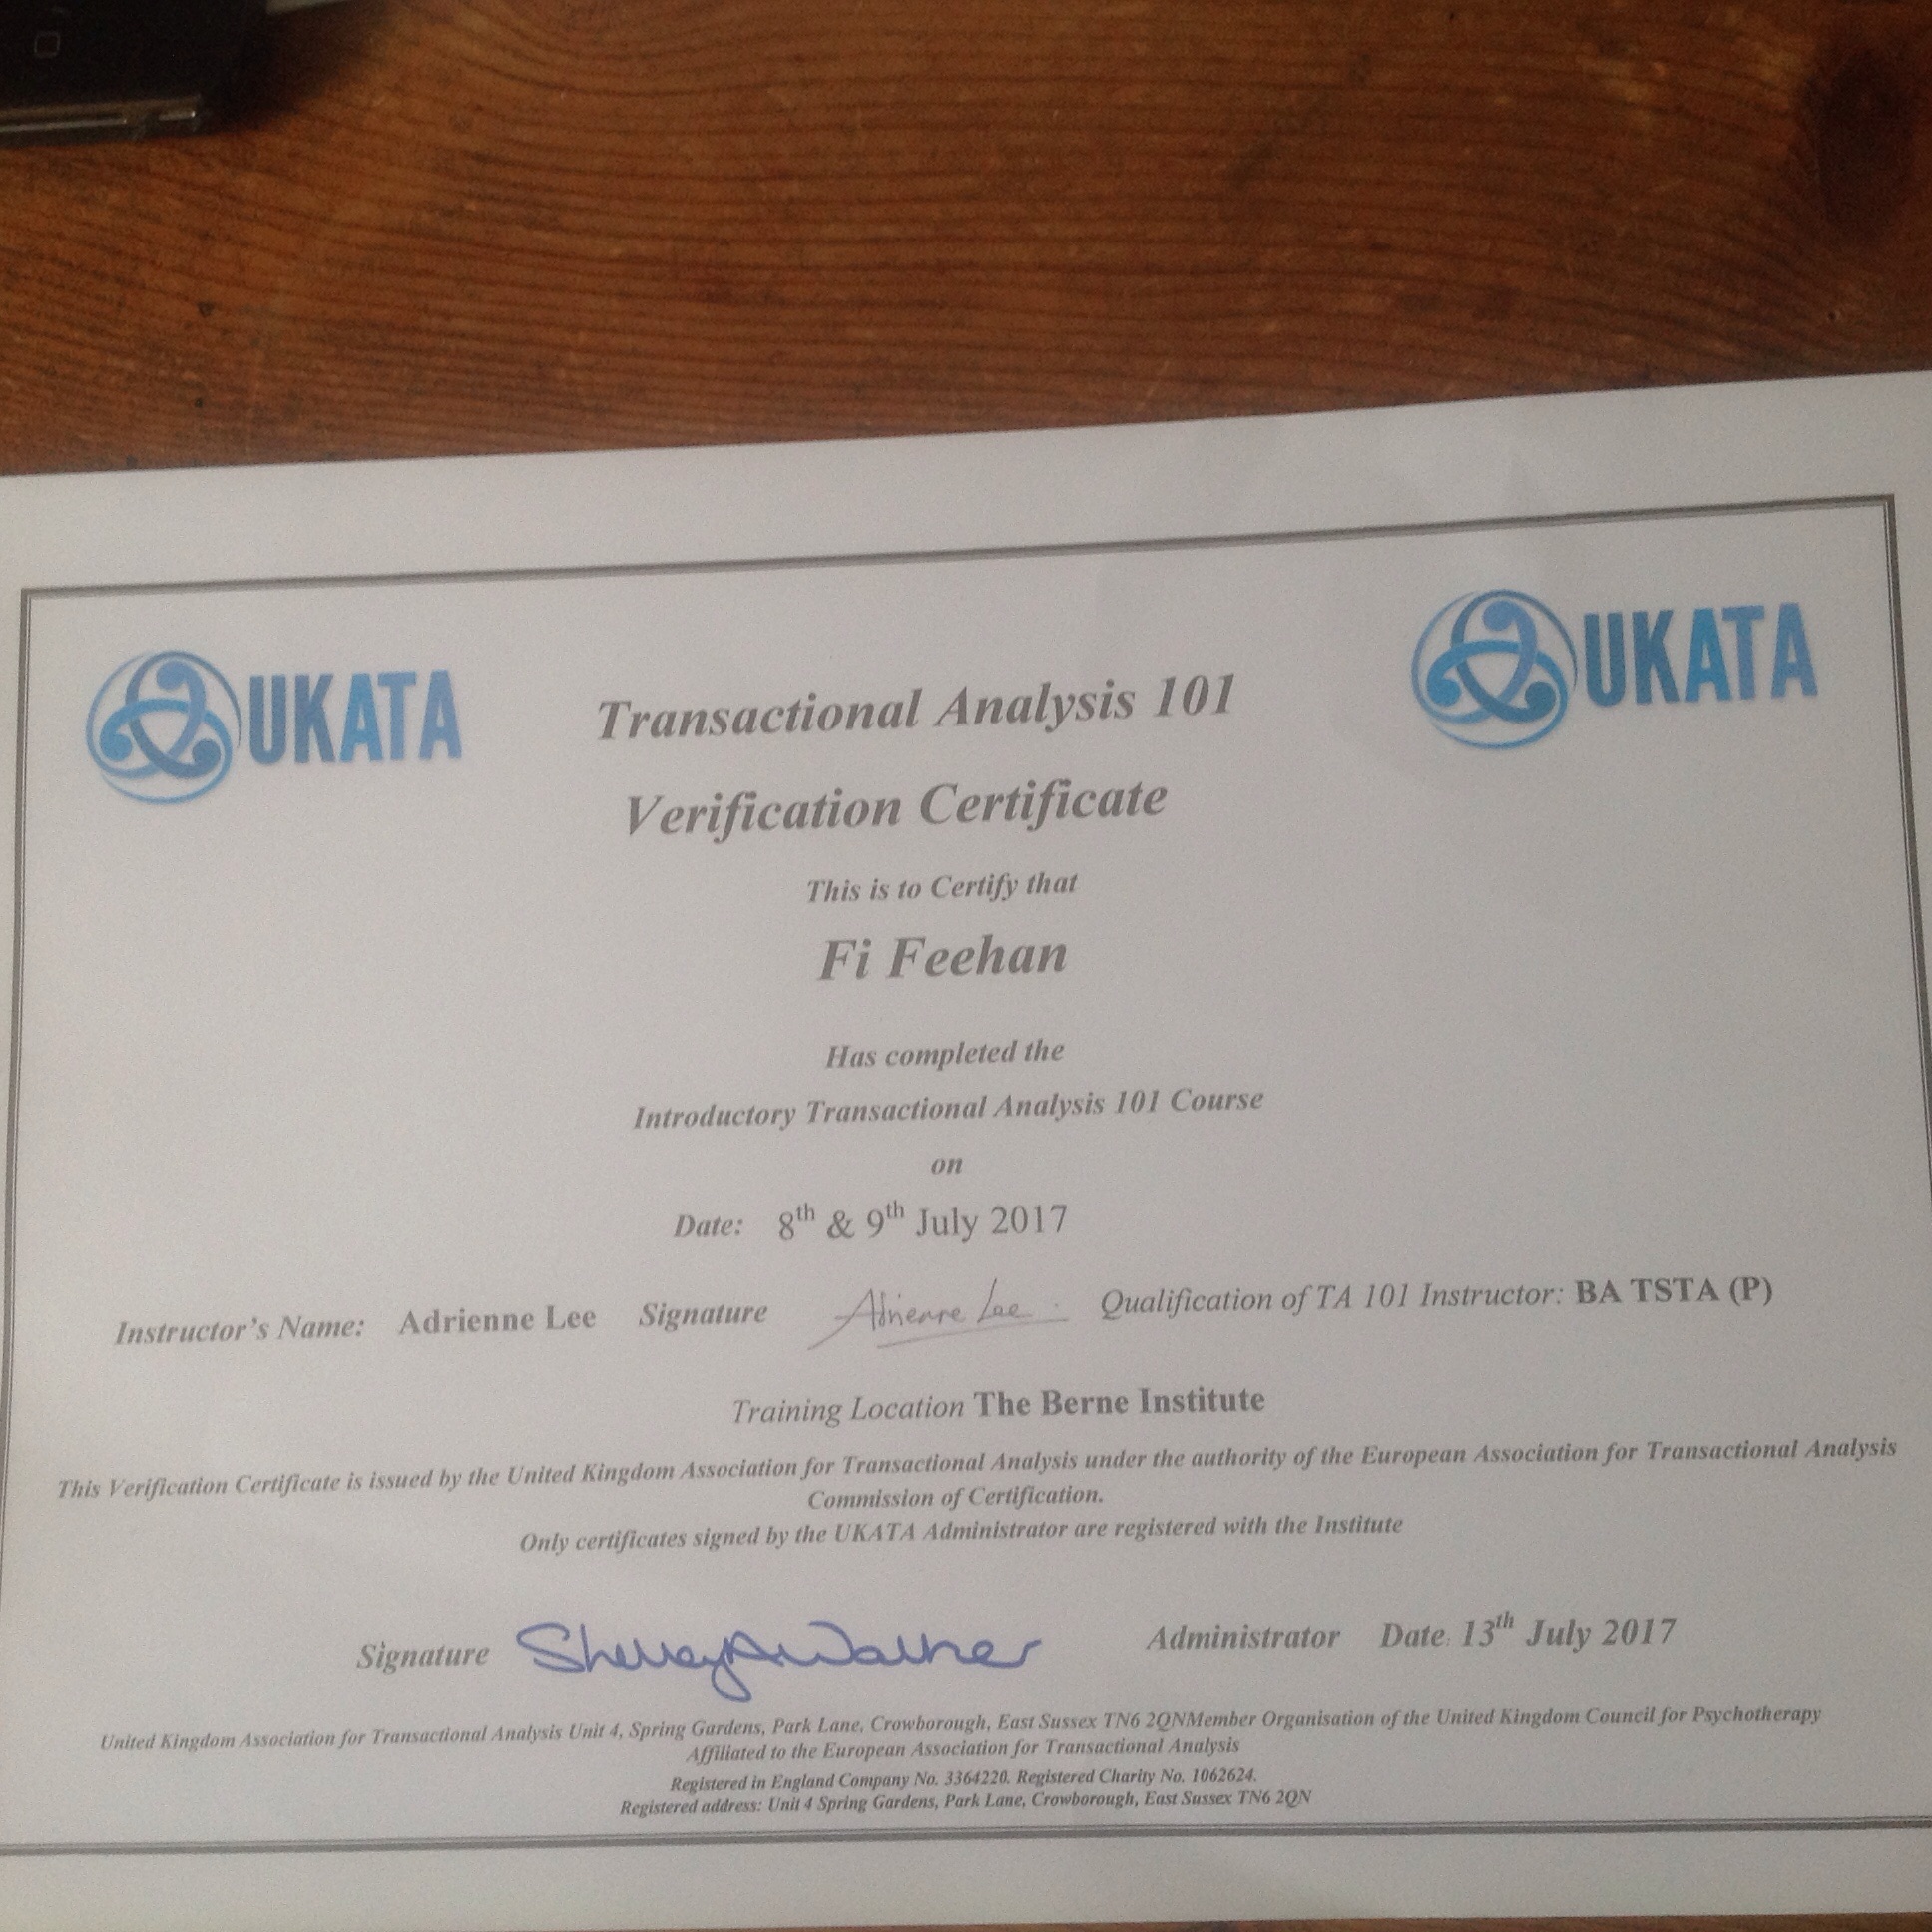 UKATA
UKATA
Transactional Analysis 101
Verification Certificate
This is to Certify that
Fi Feehan
Has completed the
Introductory Transactional Analysis 101 Course
on
Date: 8th & 9th July 2017
Instructor's Name: Adrienne Lee Signature Adrienne Lee Qualification of TA 101 Instructor: BA TSTA (P)
Training Location The Berne Institute
This Verification Certificate is issued by the United Kingdom Association for Transactional Analysis under the authority of the European Association for Transactional Analysis
Commission of Certification.
Only certificates signed by the UKATA Administrator are registered with the Institute
Signature Shelley A Walker Administrator Date: 13th July 2017
United Kingdom Association for Transactional Analysis Unit 4, Spring Gardens, Park Lane, Crowborough, East Sussex TN6 2QNMember Organisation of the United Kingdom Council for Psychotherapy
Affiliated to the European Association for Transactional Analysis
Registered in England Company No. 3364220. Registered Charity No. 1062624.
Registered address: Unit 4 Spring Gardens, Park Lane, Crowborough, East Sussex TN6 2QN